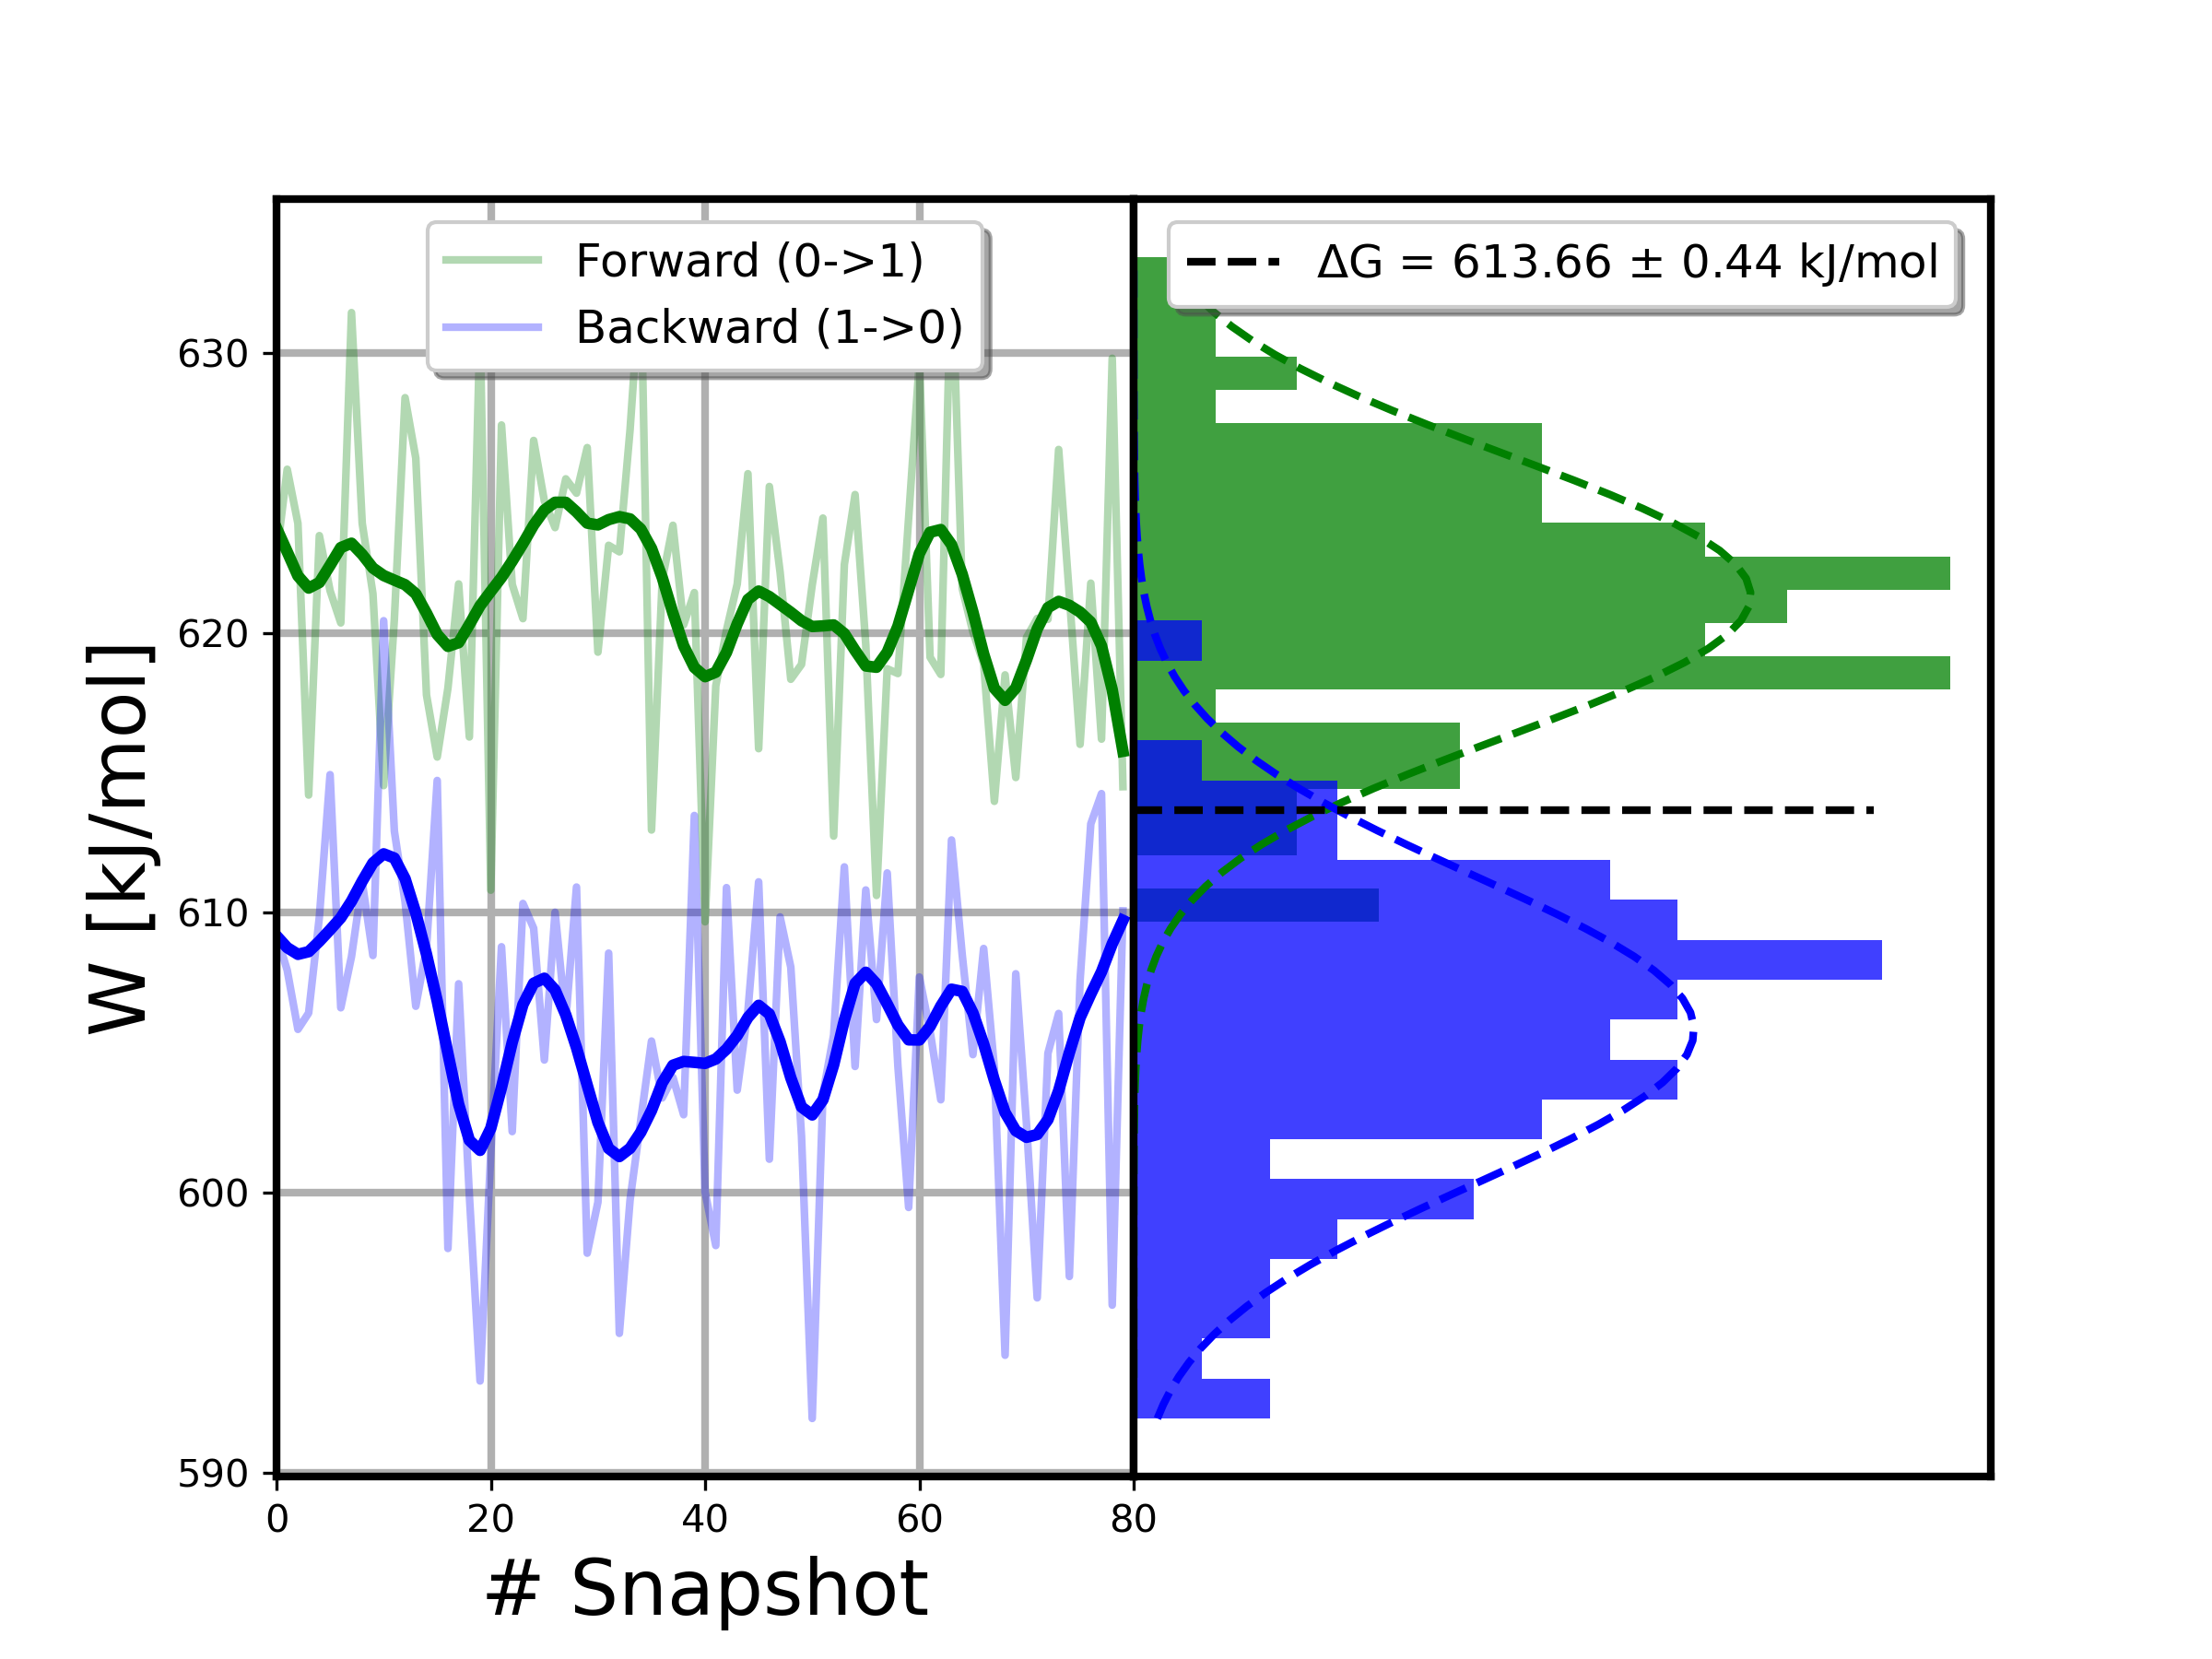 Forward (0->1)
Backward (1->0)
ΔG = 613.66 ± 0.44 kJ/mol
630
620
610
600
590
W [kJ/mol]
0 20 40 60 80
# Snapshot